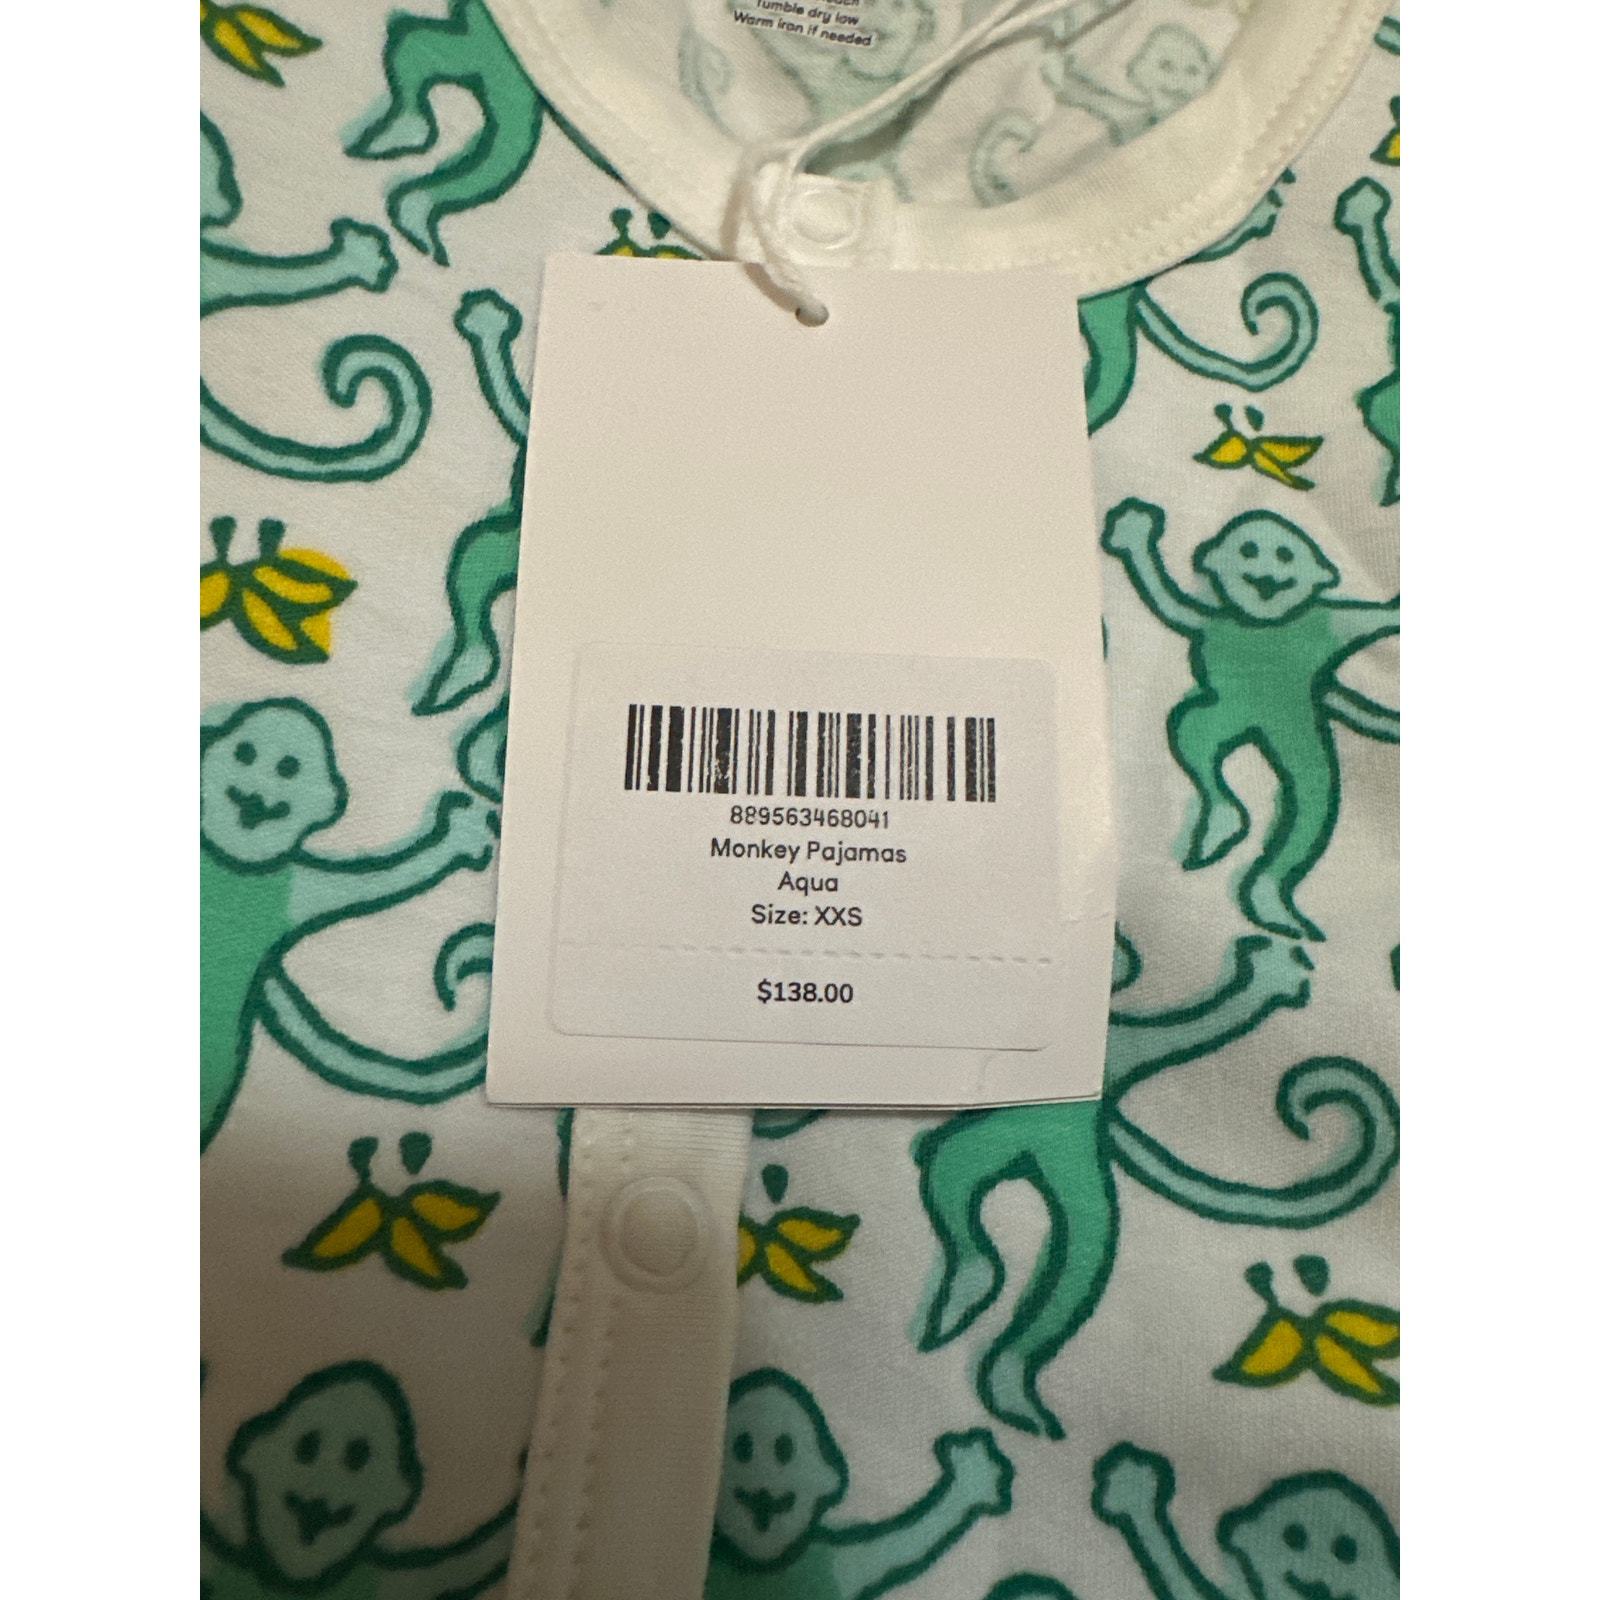 Tumble dry low
Warm iron if needed
889563468041
Monkey Pajamas
Aqua
Size: XXS
$138.00